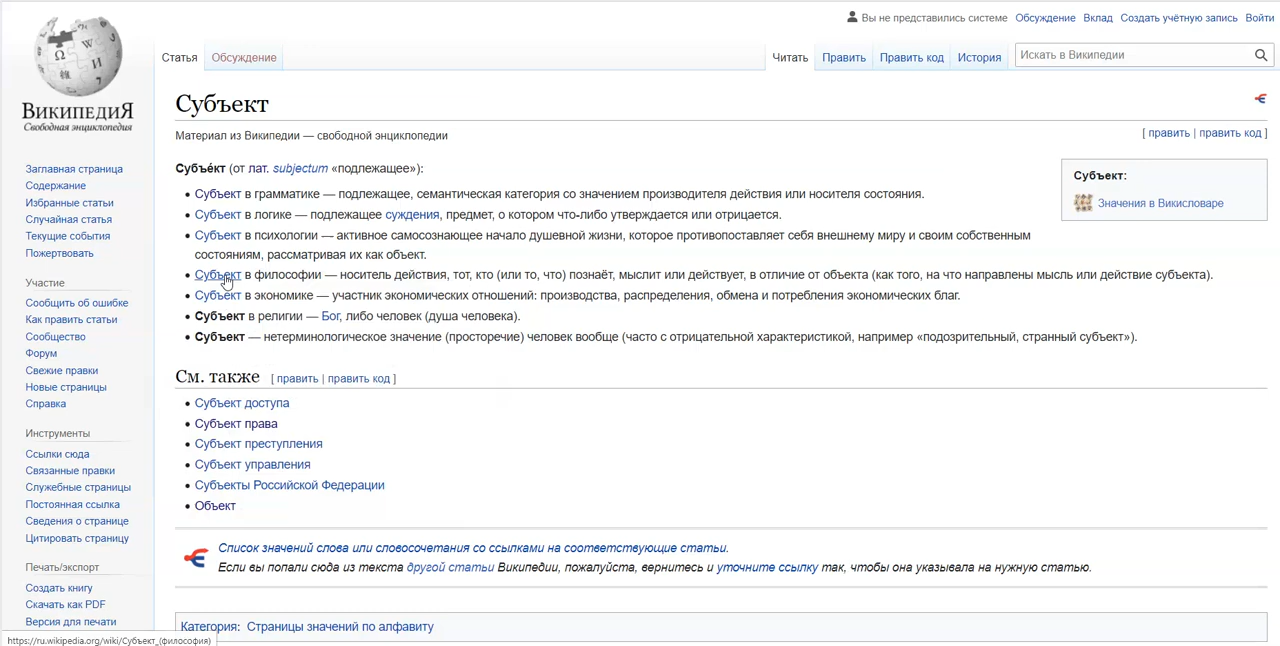 Вы не представились системе Обсуждение Вклад Создать учётную запись Войти
Статья Обсуждение Читать Править Править код История Искать в Википедии
ВикипедиЯ
Свободная энциклопедия
Субъект
Материал из Википедии — свободной энциклопедии
[ править | править код ]
Субъе́кт (от лат. subjectum «подлежащее»):
• Субъект в грамматике — подлежащее, семантическая категория со значением производителя действия или носителя состояния.
• Субъект в логике — подлежащее суждения, предмет, о котором что-либо утверждается или отрицается.
• Субъект в психологии — активное самосознающее начало душевной жизни, которое противопоставляет себя внешнему миру и своим собственным
состояниям, рассматривая их как объект.
• Субъект в философии — носитель действия, тот, кто (или то, что) познаёт, мыслит или действует, в отличие от объекта (как того, на что направлены мысль или действие субъекта).
• Субъект в экономике — участник экономических отношений: производства, распределения, обмена и потребления экономических благ.
• Субъект в религии — Бог, либо человек (душа человека).
• Субъект — нетерминологическое значение (просторечие) человек вообще (часто с отрицательной характеристикой, например «подозрительный, странный субъект»).
Субъект:
Значения в Викисловаре
См. также [ править | править код ]
• Субъект доступа
• Субъект права
• Субъект преступления
• Субъект управления
• Субъекты Российской Федерации
• Объект
Список значений слова или словосочетания со ссылками на соответствующие статьи.
Если вы попали сюда из текста другой статьи Википедии, пожалуйста, вернитесь и уточните ссылку так, чтобы она указывала на нужную статью.
Категория: Страницы значений по алфавиту
Заглавная страница
Содержание
Избранные статьи
Случайная статья
Текущие события
Пожертвовать
Участие
Сообщить об ошибке
Как править статьи
Сообщество
Форум
Свежие правки
Новые страницы
Справка
Инструменты
Ссылки сюда
Связанные правки
Служебные страницы
Постоянная ссылка
Сведения о странице
Цитировать страницу
Печать/экспорт
Создать книгу
Скачать как PDF
Версия для печати
https://ru.wikipedia.org/wiki/Субъект_(философия)